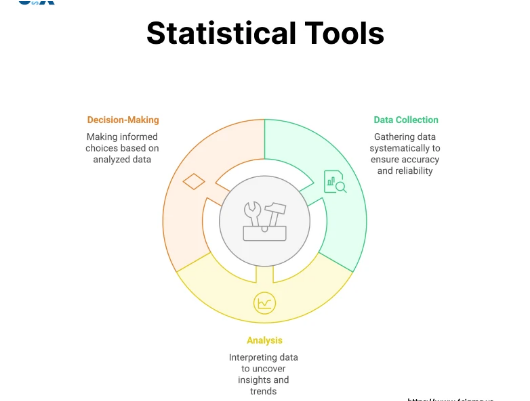 Statistical Tools
Decision-Making
Making informed
choices based on
analyzed data
Data Collection
Gathering data
systematically to
ensure accuracy
and reliability
Analysis
Interpreting data
to uncover
insights and
trends